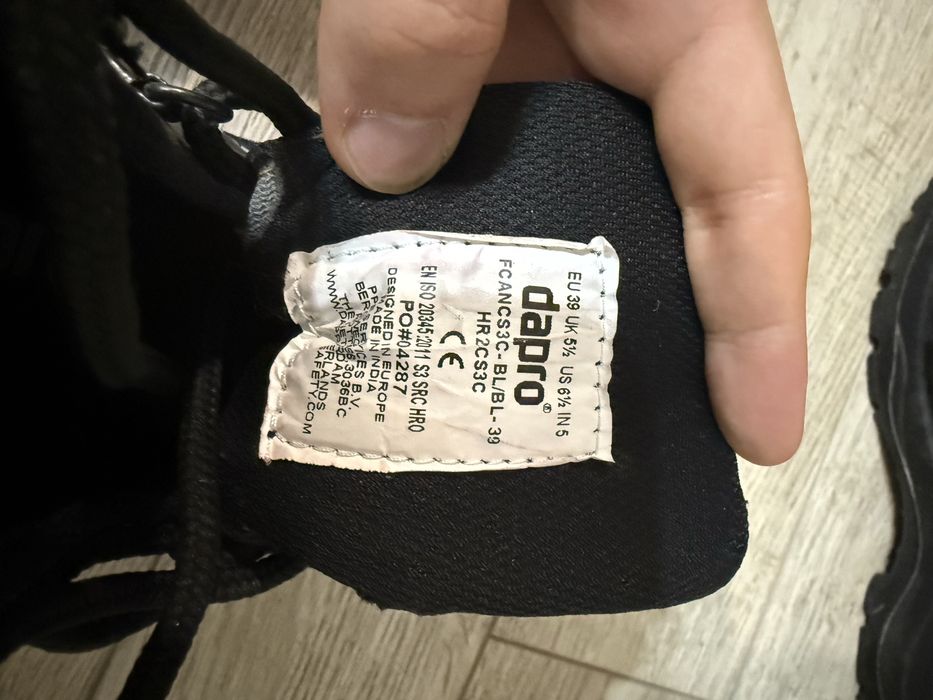 EU 39 UK 5½ US 6½ IN 5
dapro®
FCANCS3C-BL/BL-39
HR2CS3C
CE
EN ISO 20345:2011 S3 SRC HRO
PO#04287
DESIGNED IN EUROPE
MADE IN INDIA
B.V.
3036BC